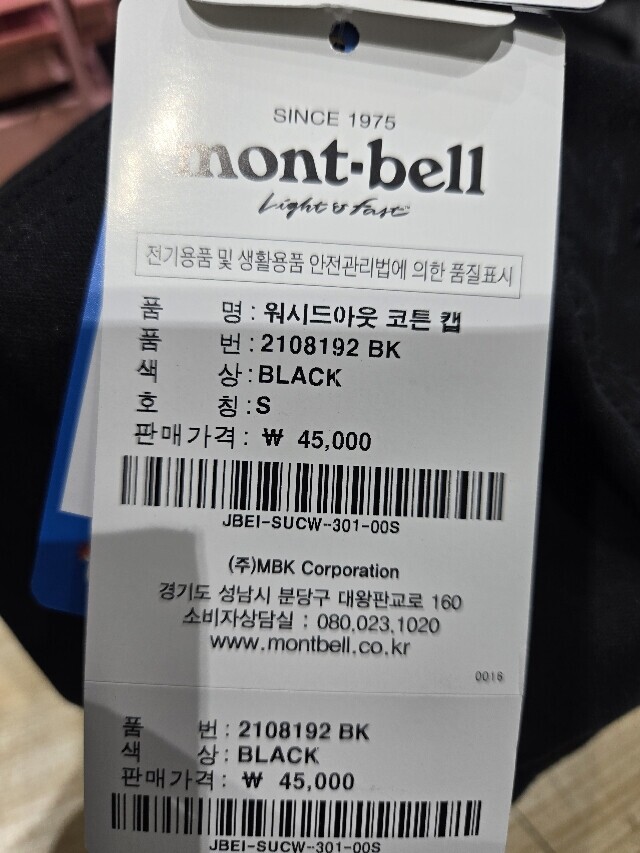 SINCE 1975
mont-bell
Light & Fast
전기용품 및 생활용품 안전관리법에 의한 품질표시
품 명 : 워시드아웃 코튼 캡
품 번 : 2108192 BK
색 상 : BLACK
호 칭 : S
판매가격 : ₩ 45,000
JBEI-SUCW-301-00S
(주)MBK Corporation
경기도 성남시 분당구 대왕판교로 160
소비자상담실 : 080.023.1020
www.montbell.co.kr
0016
품 번 : 2108192 BK
색 상 : BLACK
판매가격 : ₩ 45,000
JBEI-SUCW-301-00S